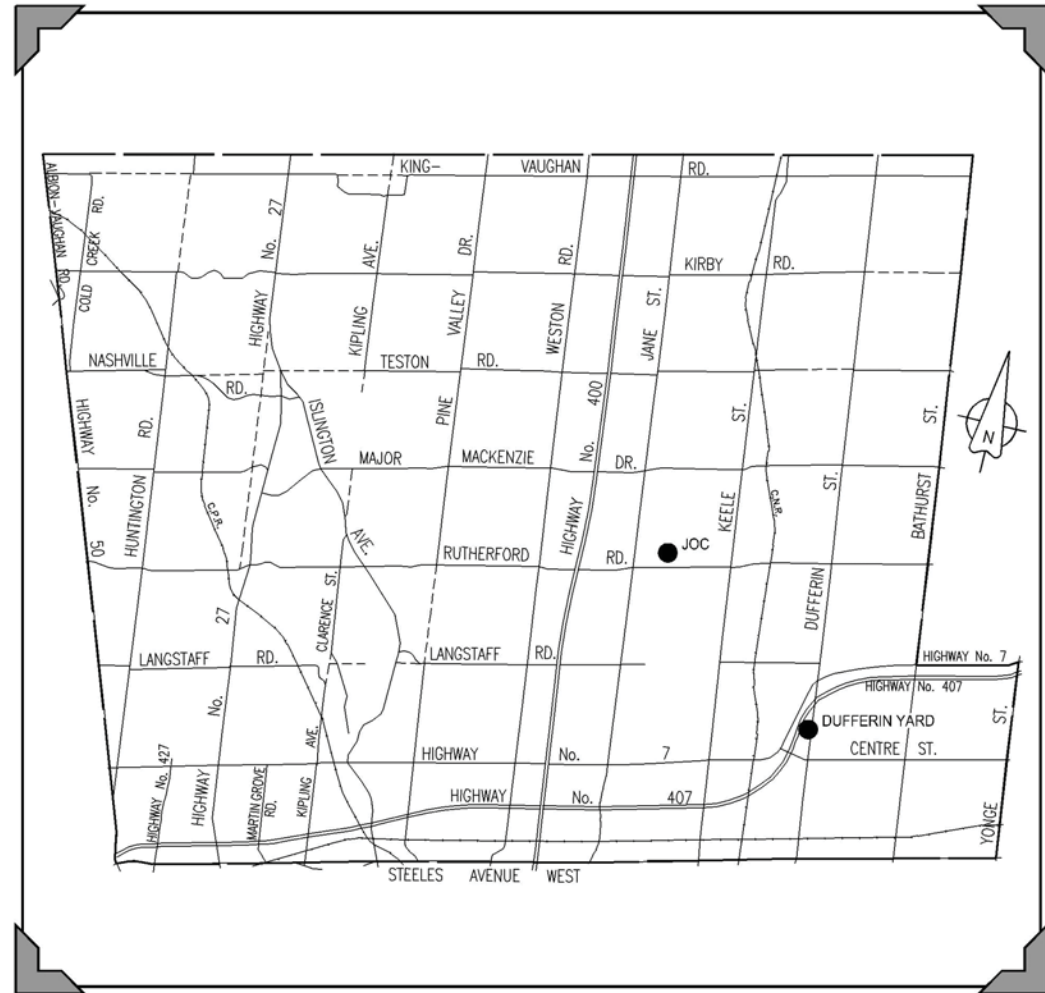 KING- VAUGHAN RD.
ALBION-VAUGHAN RD.
COLD CREEK RD.
HIGHWAY No. 27
KIPLING AVE.
PINE VALLEY DR.
WESTON RD.
HIGHWAY No. 400
JANE ST.
KIRBY RD.
NASHVILLE RD.
TESTON RD.
ISLINGTON AVE.
HIGHWAY No. 50
HUNTINGTON RD.
MAJOR MACKENZIE DR.
KEELE ST.
C.N.R.
DUFFERIN ST.
BATHURST ST.
N
C.P.R.
JOC
RUTHERFORD RD.
CLARENCE ST.
HIGHWAY No. 27
LANGSTAFF RD.
LANGSTAFF RD.
HIGHWAY No. 7
HIGHWAY No. 407
DUFFERIN YARD
CENTRE ST.
HIGHWAY No. 7
HIGHWAY No. 427
MARTIN GROVE RD.
KIPLING AVE.
HIGHWAY No. 407
YONGE ST.
STEELES AVENUE WEST